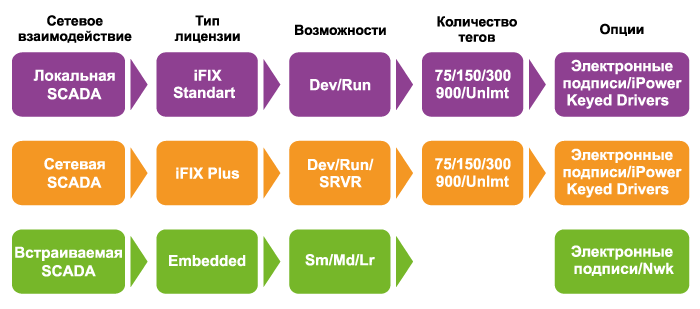 Сетевое
взаимодействие
Тип
лицензии
Возможности
Количество
тегов
Опции
Локальная
SCADA
iFIX
Standart
Dev/Run
75/150/300
900/Unlmt
Электронные
подписи/iPower
Keyed Drivers
Сетевая
SCADA
iFIX Plus
Dev/Run/
SRVR
75/150/300
900/Unlmt
Электронные
подписи/iPower
Keyed Drivers
Встраиваемая
SCADA
Embedded
Sm/Md/Lr
Электронные
подписи/Nwk